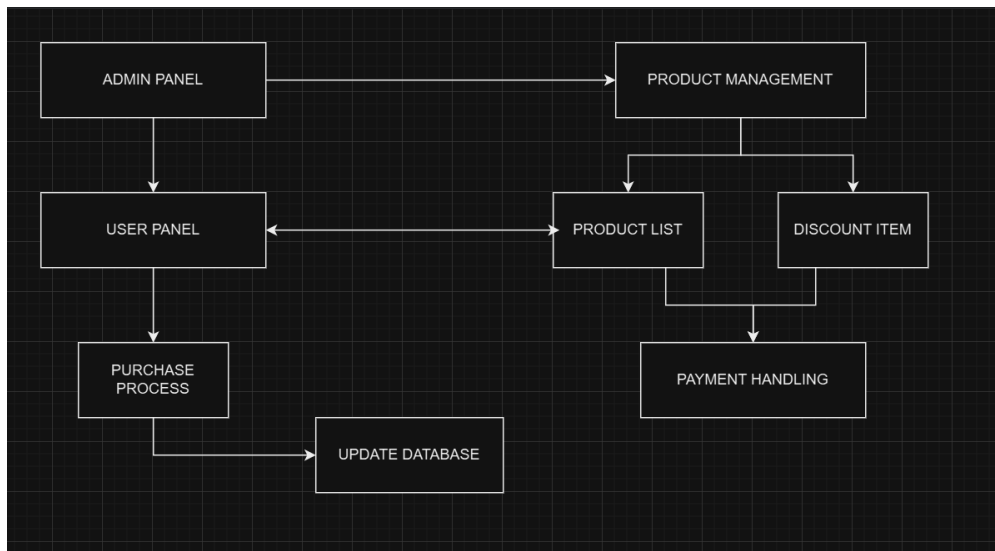 ADMIN PANEL
PRODUCT MANAGEMENT
USER PANEL
PRODUCT LIST
DISCOUNT ITEM
PURCHASE
PROCESS
PAYMENT HANDLING
UPDATE DATABASE